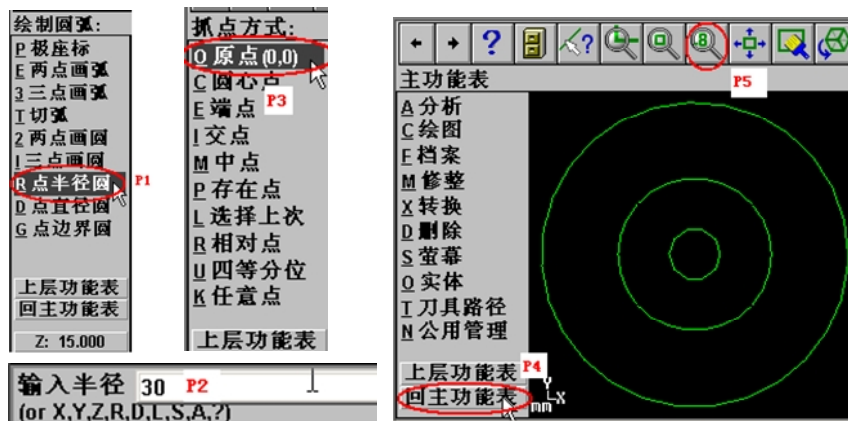 绘制圆弧:
P 极坐标
E 两点画弧
3 三点画弧
T 切弧
2 两点画圆
I 三点画圆
R 点半径圆
P1
D 点直径圆
G 点边界圆
上层功能表
回主功能表
Z: 15.000
抓点方式:
O 原点(0,0)
C 圆心点
P3
E 端点
I 交点
M 中点
P 存在点
L 选择上次
R 相对点
U 四等分位
K 任意点
上层功能表
输入半径 30 P2
(or X,Y,Z,R,D,L,S,A,?)
?
?
.8
P5
主功能表
A 分析
C 绘图
F 档案
M 修整
X 转换
D 删除
S 萤幕
O 实体
T 刀具路径
N 公用管理
上层功能表
P4
回主功能表
Y
X
mm